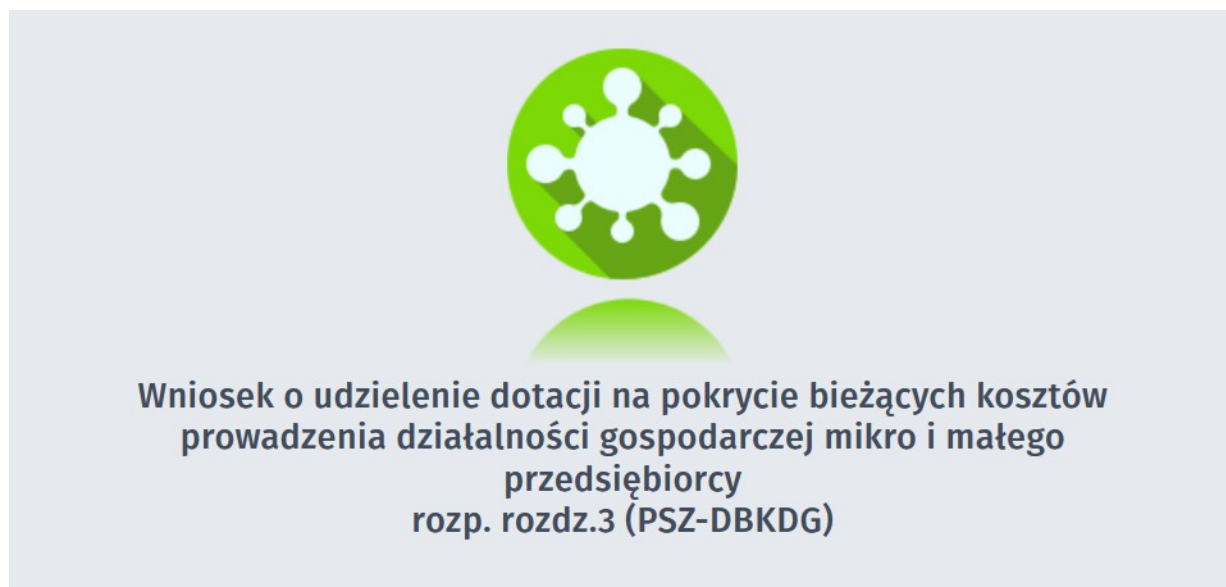 Wniosek o udzielenie dotacji na pokrycie bieżących kosztów
prowadzenia działalności gospodarczej mikro i małego
przedsiębiorcy
rozp. rozdz.3 (PSZ-DBKDG)